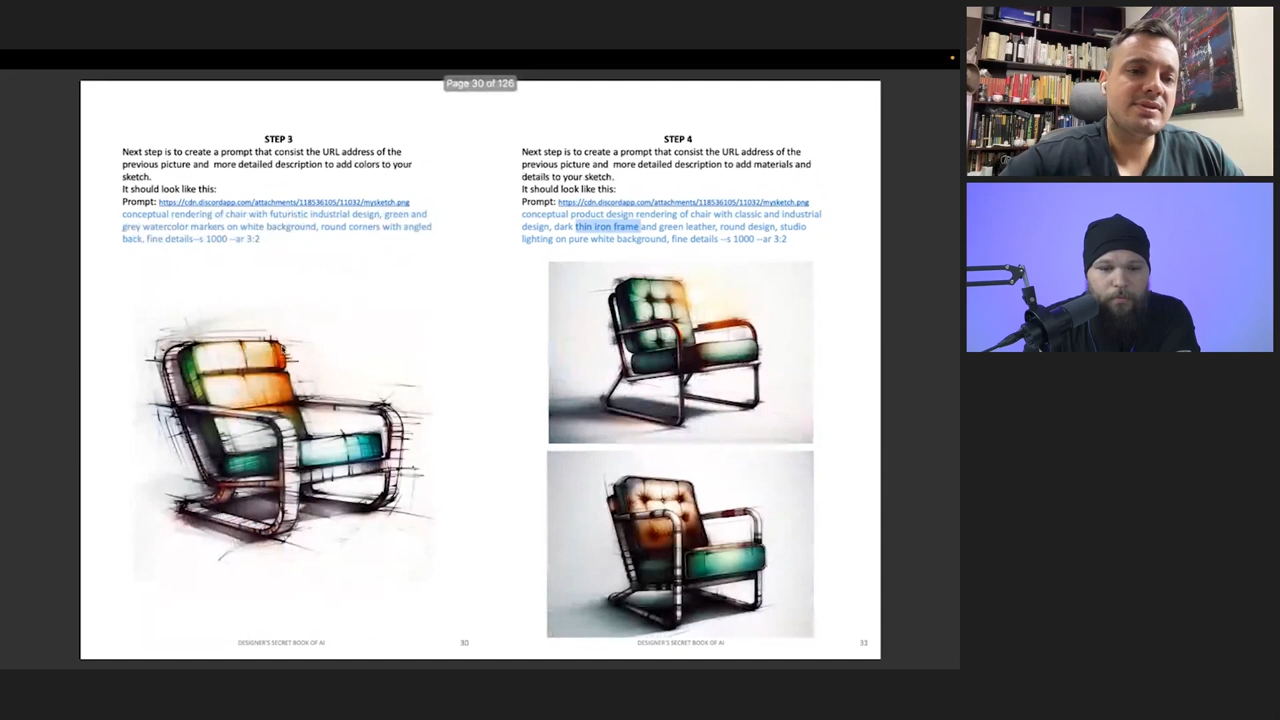 Page 30 of 126
STEP 3
Next step is to create a prompt that consist the URL address of the
previous picture and more detailed description to add colors to your
sketch.
It should look like this:
Prompt: https://cdn.discordapp.com/attachments/118536105/11032/mysketch.png
conceptual rendering of chair with futuristic industrial design, green and
grey watercolor markers on white background, round corners with angled
back, fine details--s 1000 --ar 3:2
DESIGNER'S SECRET BOOK OF AI
30
STEP 4
Next step is to create a prompt that consist the URL address of the
previous picture and more detailed description to add materials and
details to your sketch.
It should look like this:
Prompt: https://cdn.discordapp.com/attachments/118536105/11032/mysketch.png
conceptual product design rendering of chair with classic and industrial
design, dark thin iron frame and green leather, round design, studio
lighting on pure white background, fine details --s 1000 --ar 3:2
DESIGNER'S SECRET BOOK OF AI
33